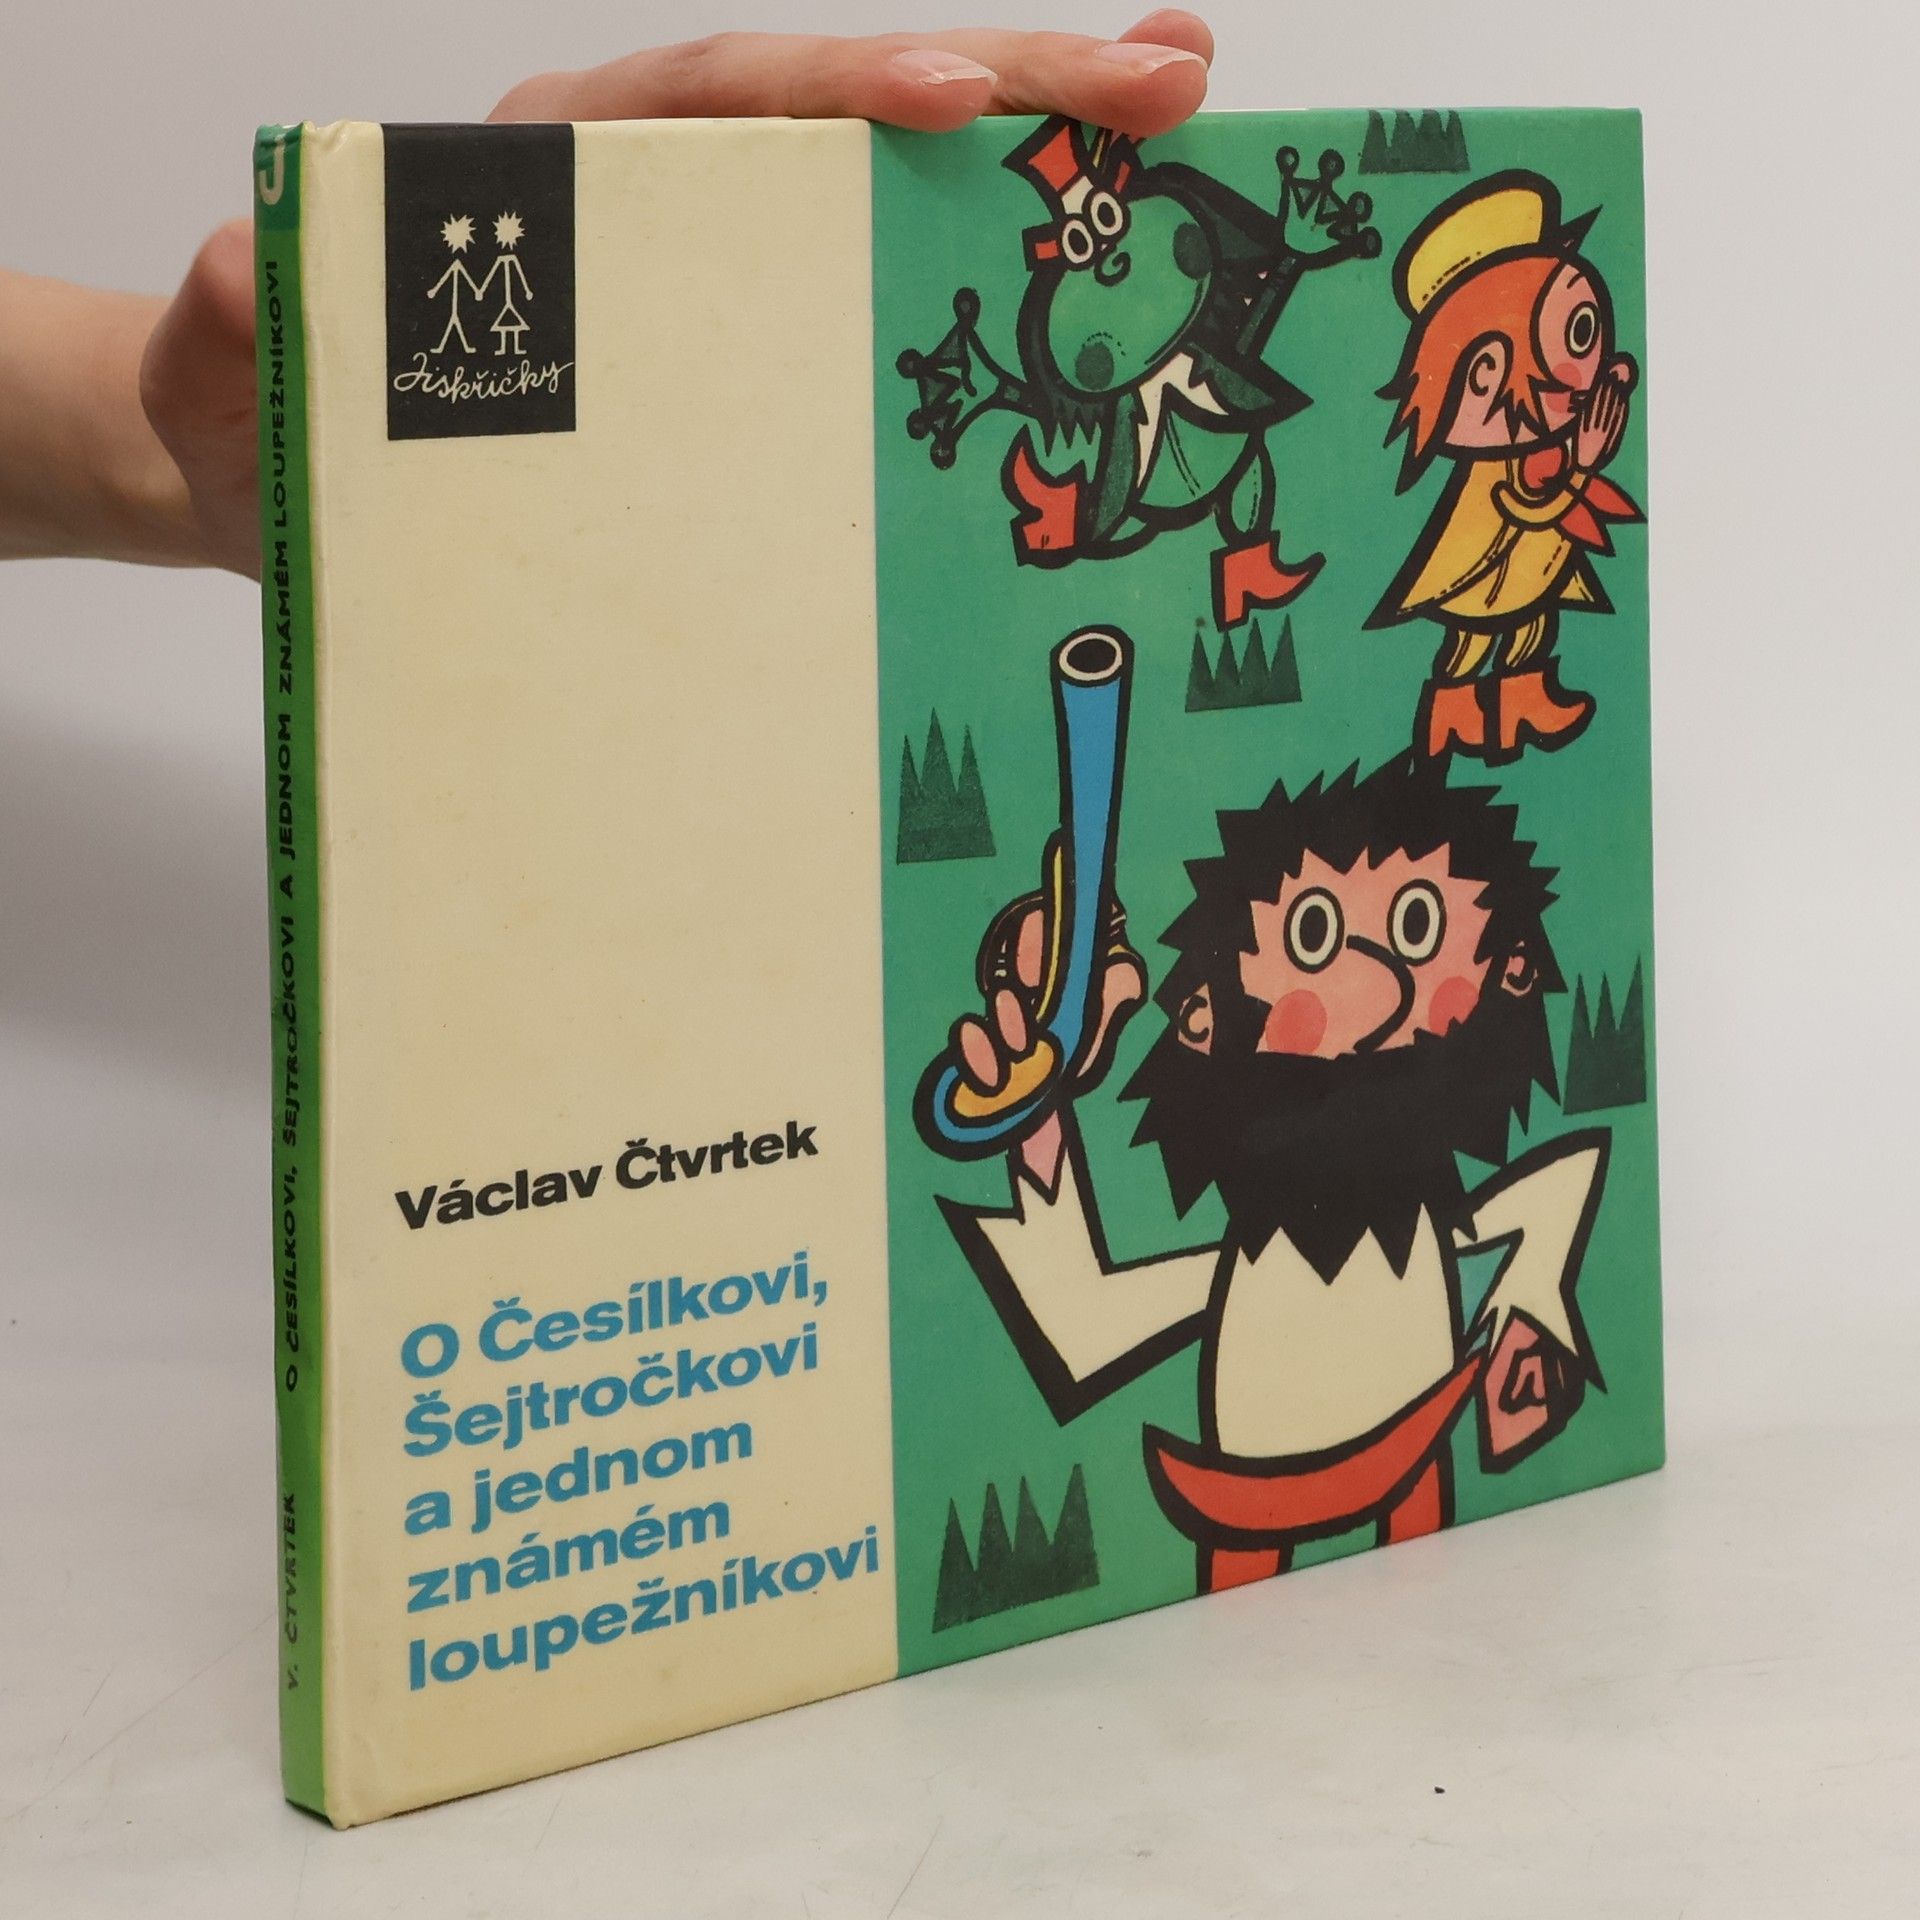 J
V. ČTVRTEK O ČESÍLKOVI, ŠEJTROČKOVI A JEDNOM ZNÁMÉM LOUPEŽNÍKOVI
Jiskřičky
Václav Čtvrtek
O Česílkovi,
Šejtročkovi
a jednom
známém
loupežníkovi